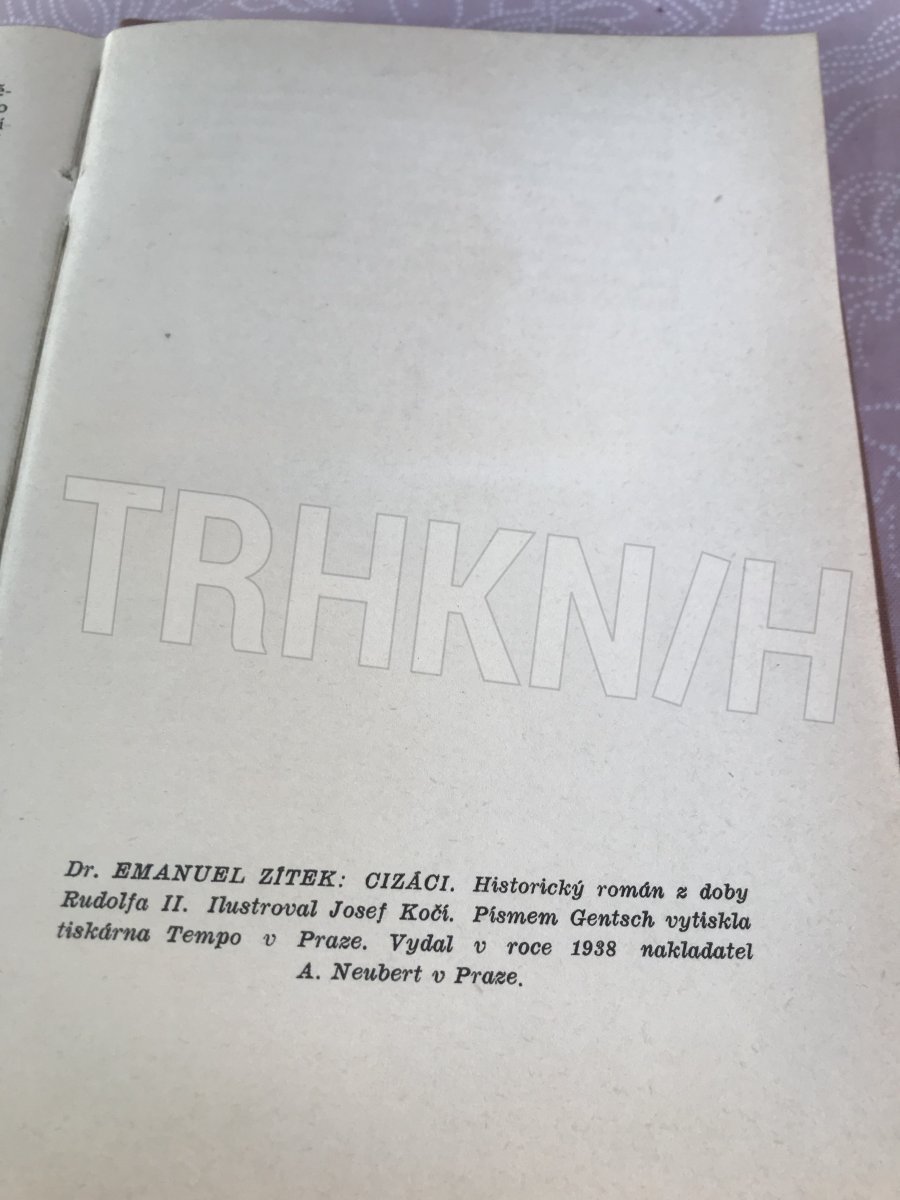 ě-
o
í
TRHKNIH
Dr. EMANUEL ZÍTEK: CIZÁCI. Historický román z doby
Rudolfa II. Ilustroval Josef Kočí. Písmem Gentsch vytiskla
tiskárna Tempo v Praze. Vydal v roce 1938 nakladatel
A. Neubert v Praze.